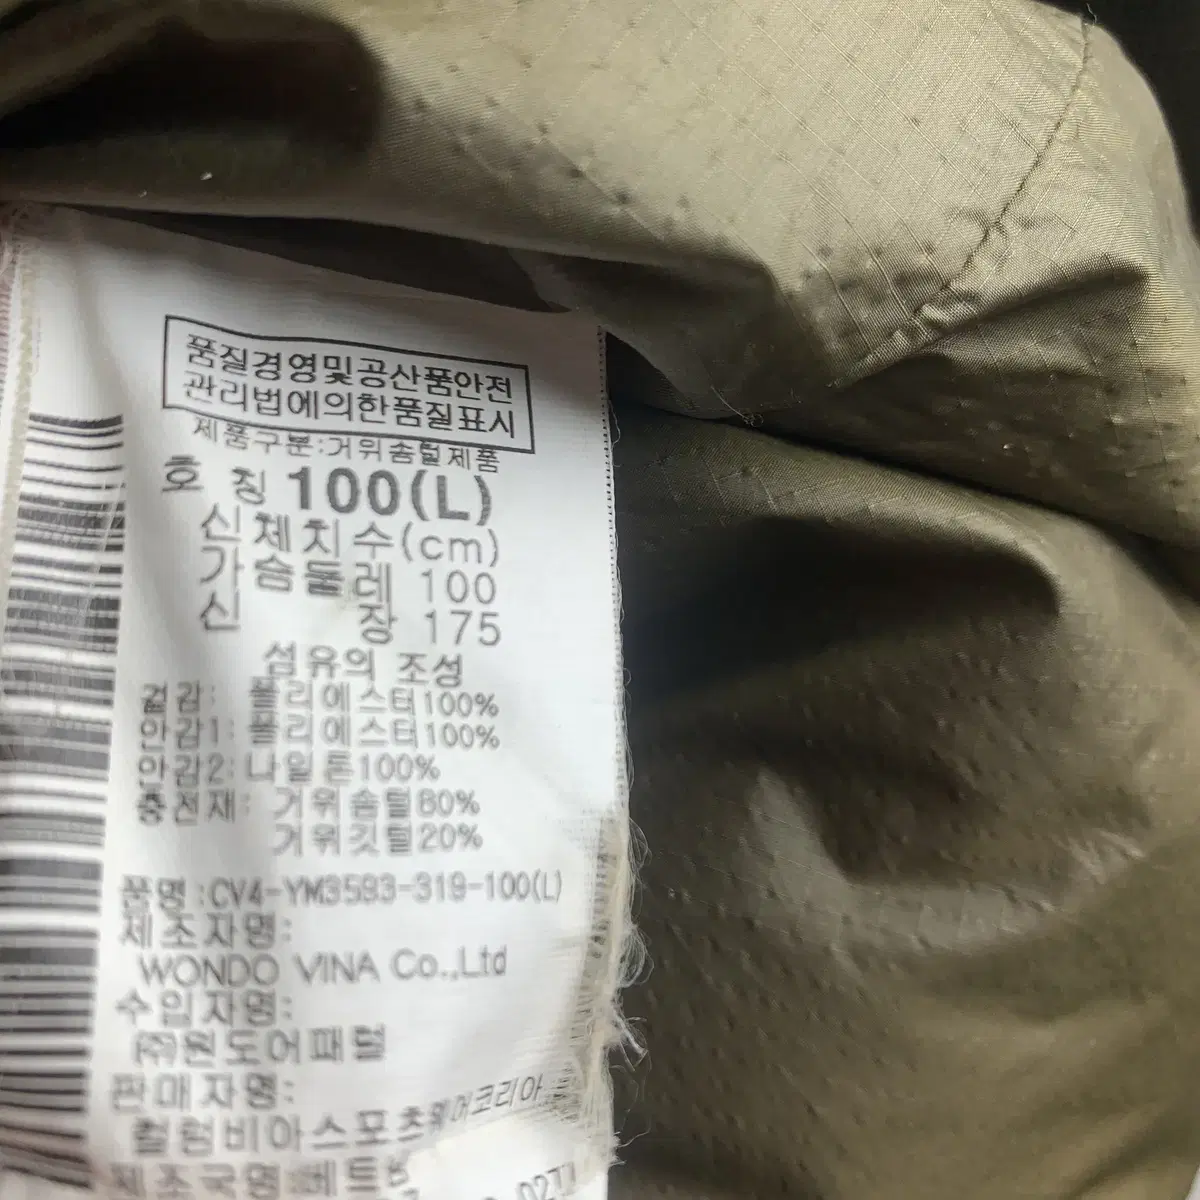 품질경영및공산품안전
관리법에의한품질표시
제품구분:거위솜털제품
호 칭 100(L)
신체치수(cm)
가슴둘레 100
신 장 175
섬유의 조성
겉감: 폴리에스터100%
안감1: 폴리에스터100%
안감2: 나일론100%
충전재: 거위솜털80%
거위깃털20%
품명:CV4-YM3593-319-100(L)
제조자명:
WONDO VINA Co.,Ltd
수입자명:
㈜원도어패럴
판매자명:
컬럼비아스포츠웨어코리아
제조국명:베트